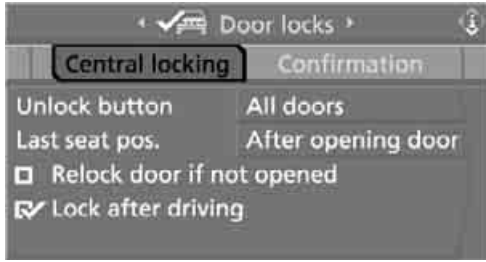 Door locks
Central locking Confirmation
Unlock button All doors
Last seat pos. After opening door
Relock door if not opened
Lock after driving